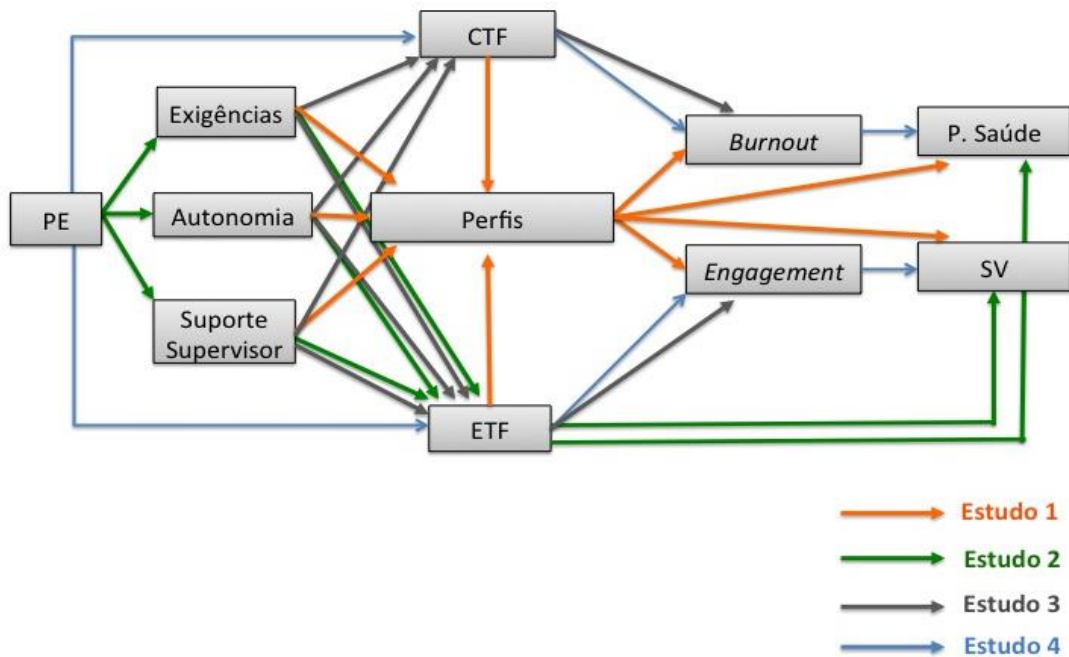 CTF
Exigências
Burnout
P. Saúde
PE
Autonomia
Perfis
Engagement
SV
Suporte
Supervisor
ETF
Estudo 1
Estudo 2
Estudo 3
Estudo 4